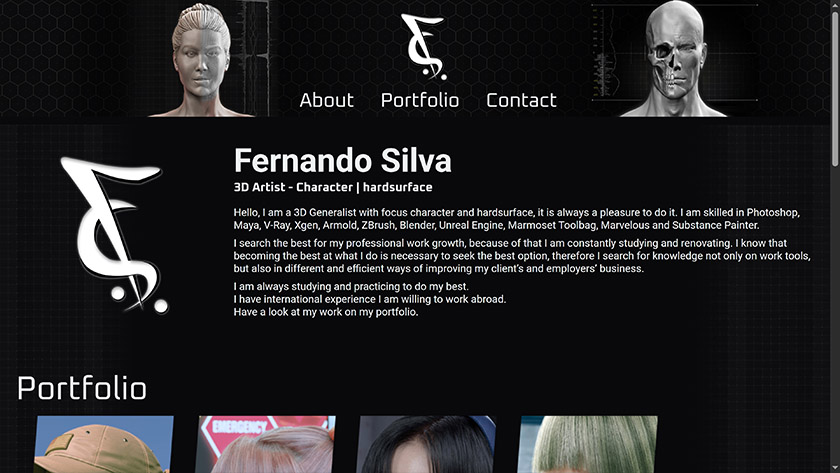 About Portfolio Contact
Fernando Silva
3D Artist - Character | hardsurface
Hello, I am a 3D Generalist with focus character and hardsurface, it is always a pleasure to do it. I am skilled in Photoshop,
Maya, V-Ray, Xgen, Armold, ZBrush, Blender, Unreal Engine, Marmoset Toolbag, Marvelous and Substance Painter.
I search the best for my professional work growth, because of that I am constantly studying and renovating. I know that
becoming the best at what I do is necessary to seek the best option, therefore I search for knowledge not only on work tools,
but also in different and efficient ways of improving my client's and employers' business.
I am always studying and practicing to do my best.
I have international experience I am willing to work abroad.
Have a look at my work on my portfolio.
Portfolio
EMERGENCY